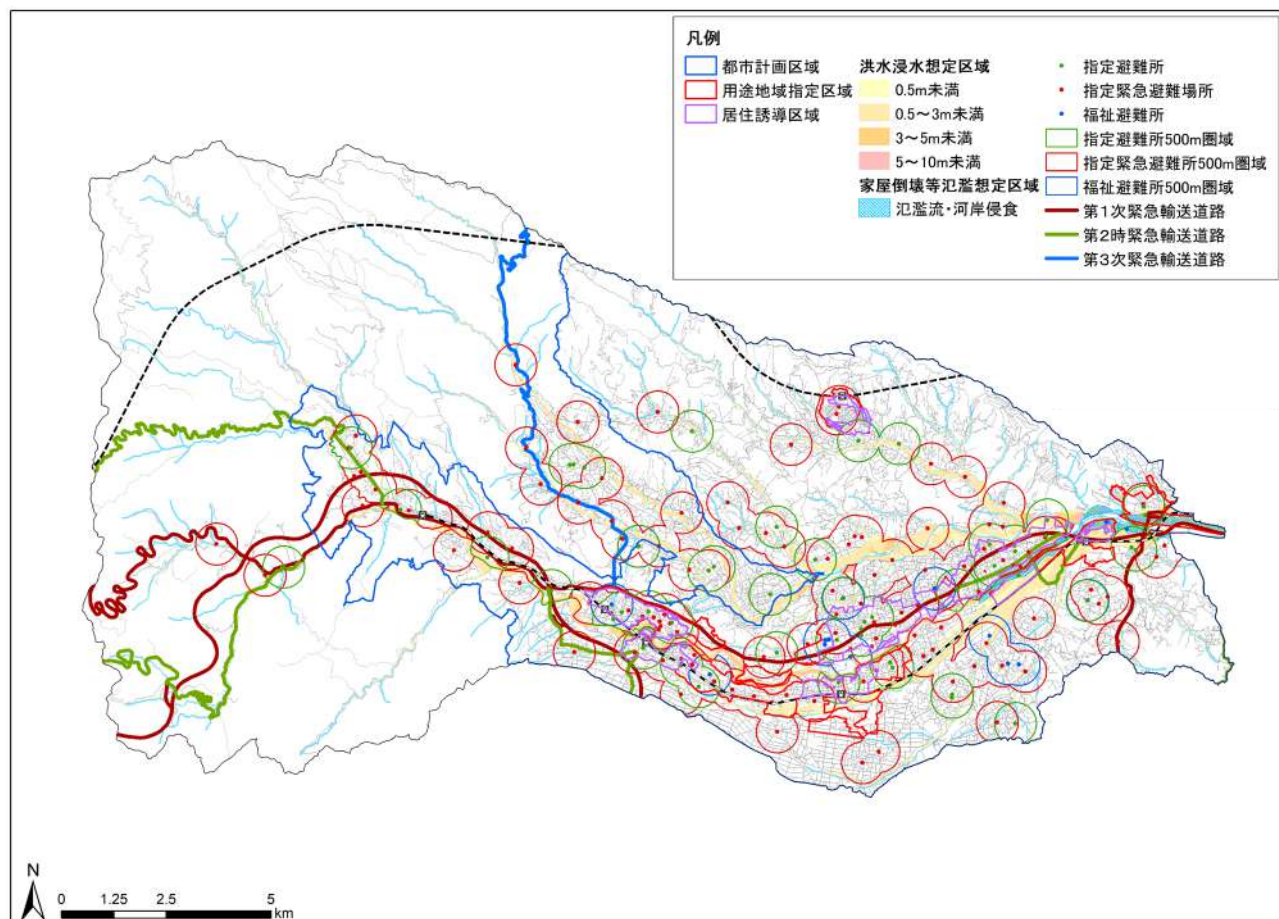 凡例
都市計画区域
用途地域指定区域
居住誘導区域
洪水浸水想定区域
0.5m未満
0.5～3m未満
3～5m未満
5～10m未満
家屋倒壊等氾濫想定区域
氾濫流・河岸侵食
指定避難所
指定緊急避難場所
福祉避難所
指定避難所500m圏域
指定緊急避難所500m圏域
福祉避難所500m圏域
第1次緊急輸送道路
第2時緊急輸送道路
第3次緊急輸送道路
N
0 1.25 2.5 5
km